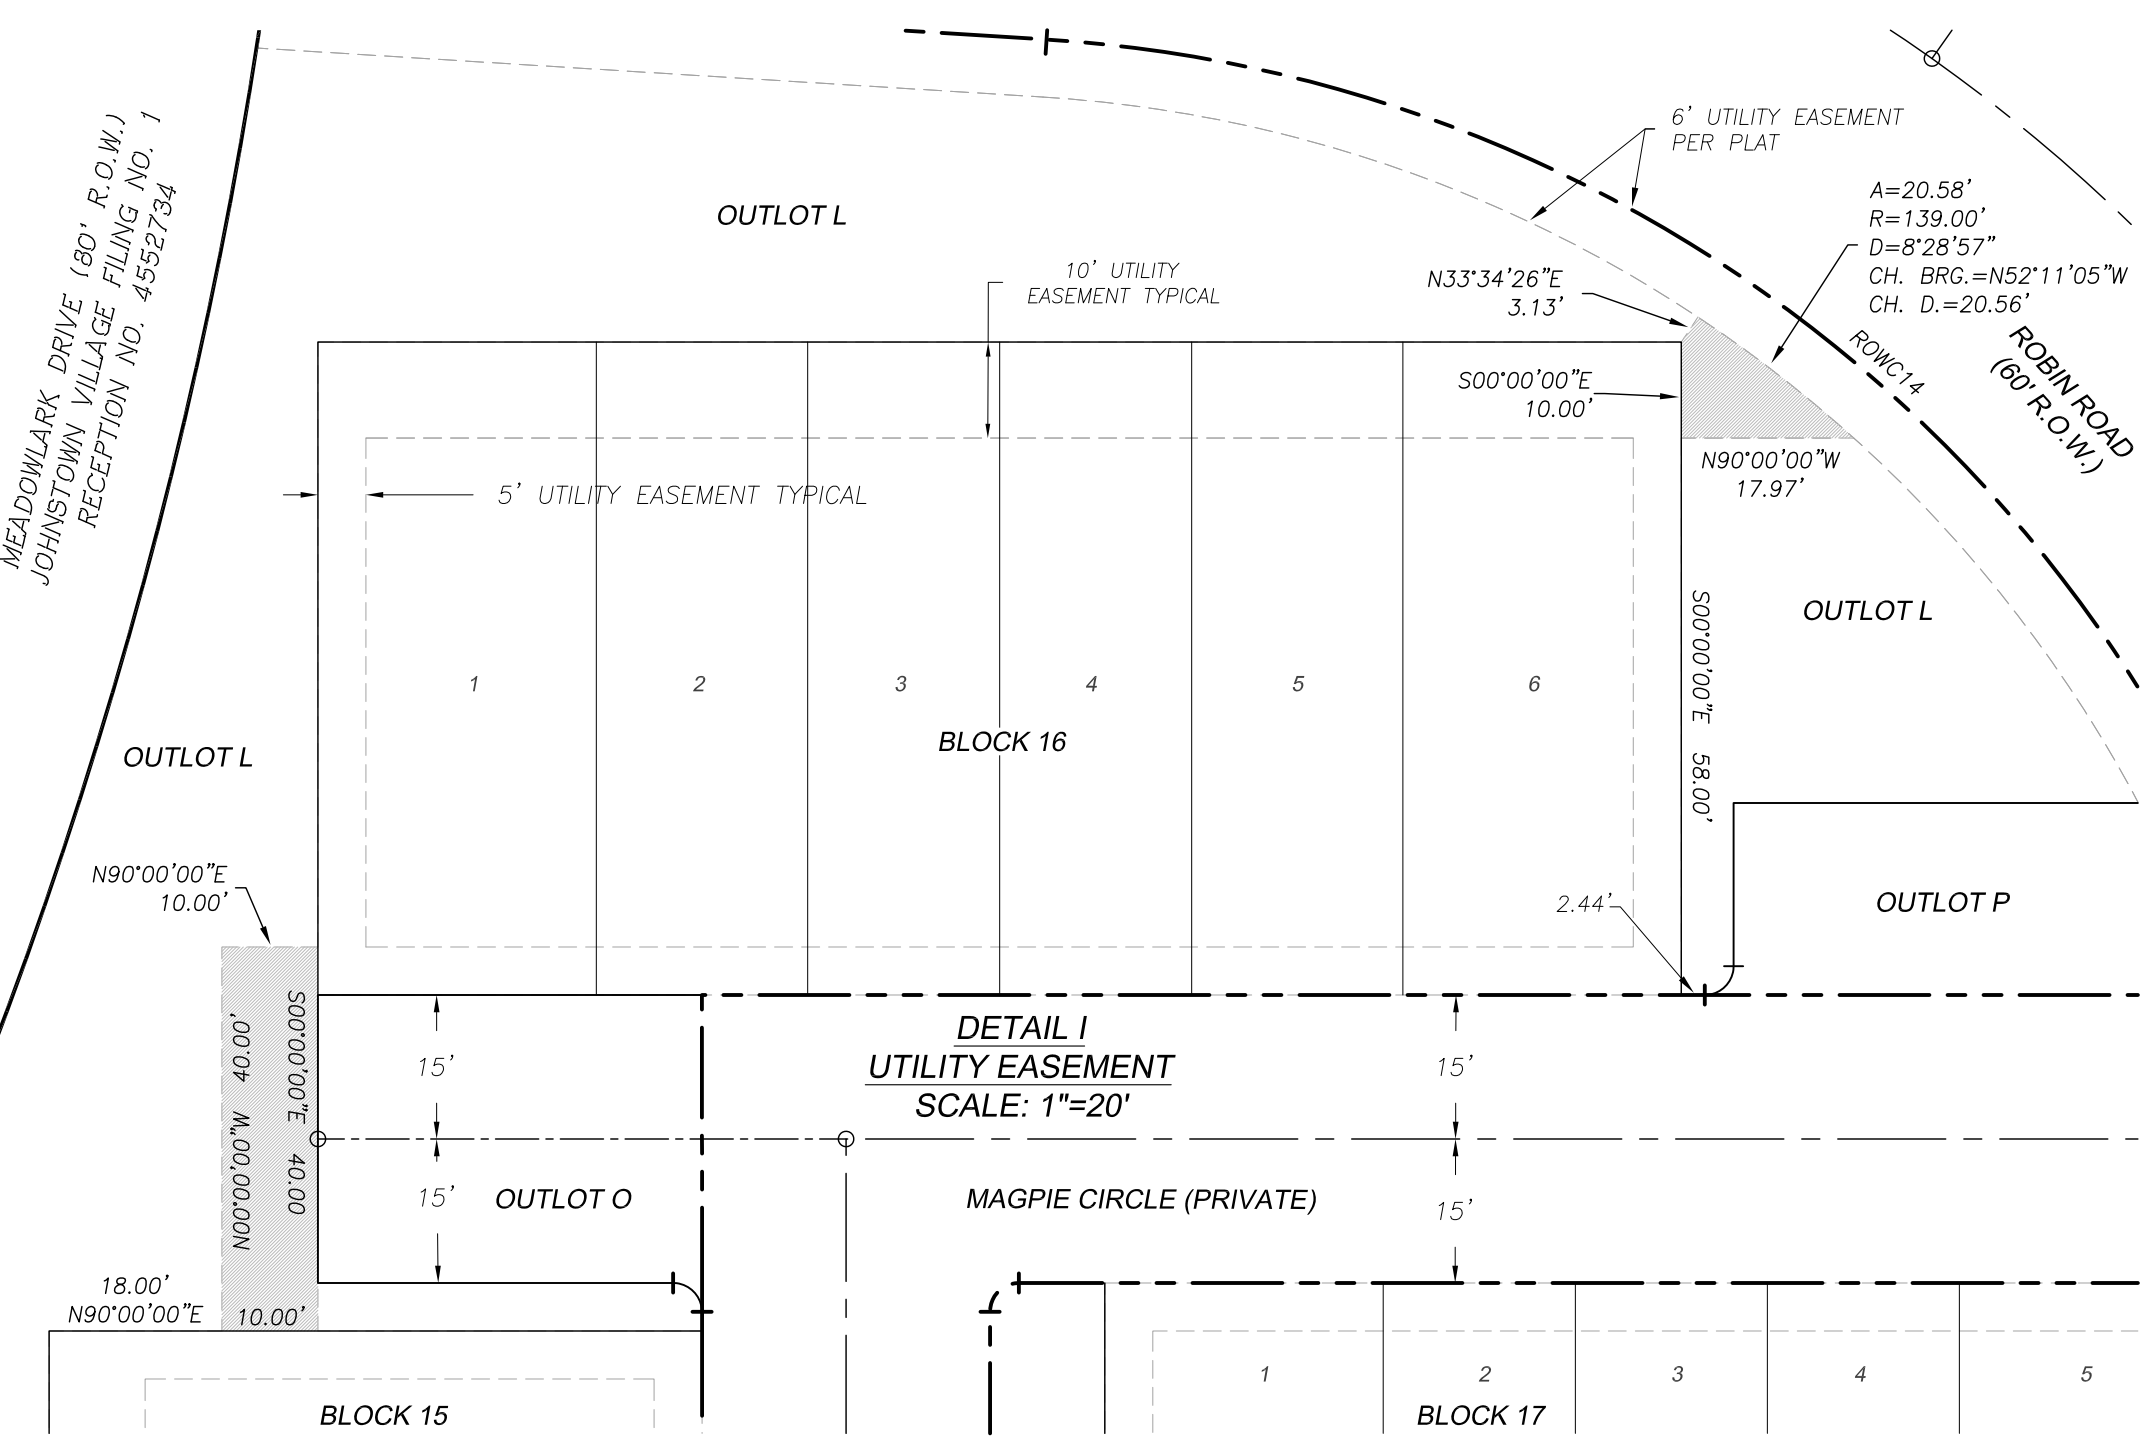 MEADOWLARK DRIVE (80' R.O.W.)
JOHNSTOWN VILLAGE FILING NO. 1
RECEPTION NO. 4552734
OUTLOT L
6' UTILITY EASEMENT
PER PLAT
A=20.58'
R=139.00'
D=8°28'57"
CH. BRG.=N52°11'05"W
CH. D.=20.56'
10' UTILITY
EASEMENT TYPICAL
N33°34'26"E
3.13'
ROWC14
ROBIN ROAD
(60' R.O.W.)
S00°00'00"E
10.00'
N90°00'00"W
17.97'
5' UTILITY EASEMENT TYPICAL
OUTLOT L
S00°00'00"E 58.00'
1
2
3
4
5
6
BLOCK 16
OUTLOT L
N90°00'00"E
10.00'
2.44'
OUTLOT P
DETAIL I
UTILITY EASEMENT
SCALE: 1"=20'
15'
15'
S00°00'00"E 40.00
N00°00'00"W 40.00'
15'
15'
OUTLOT O
MAGPIE CIRCLE (PRIVATE)
18.00'
N90°00'00"E
10.00'
1
2
3
4
5
BLOCK 15
BLOCK 17